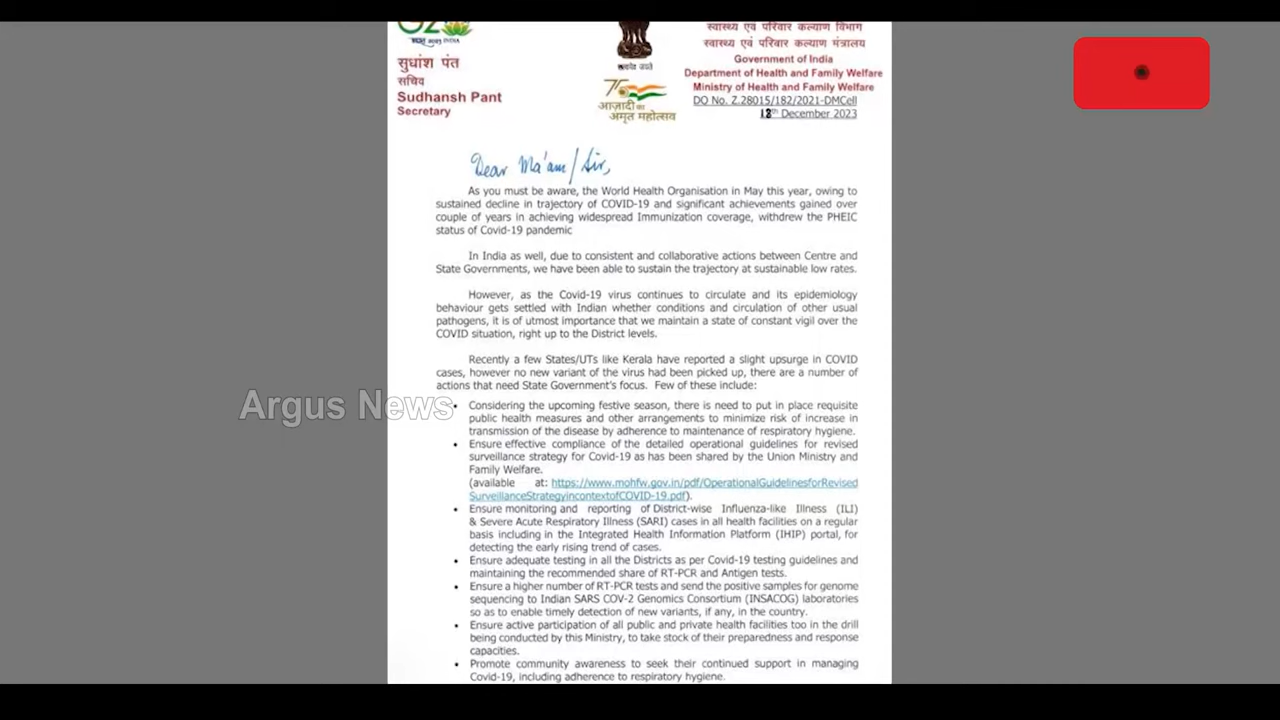 सुधांश पंत
सचिव
Sudhansh Pant
Secretary
सत्यमेव जयते
आज़ादी का
अमृत महोत्सव
स्वास्थ्य एवं परिवार कल्याण विभाग
स्वास्थ्य एवं परिवार कल्याण मंत्रालय
Government of India
Department of Health and Family Welfare
Ministry of Health and Family Welfare
DO No. Z.28015/182/2021-DMCell
18th December 2023
Dear Ma'am/Sir,
As you must be aware, the World Health Organisation in May this year, owing to
sustained decline in trajectory of COVID-19 and significant achievements gained over
couple of years in achieving widespread Immunization coverage, withdrew the PHEIC
status of Covid-19 pandemic
In India as well, due to consistent and collaborative actions between Centre and
State Governments, we have been able to sustain the trajectory at sustainable low rates.
However, as the Covid-19 virus continues to circulate and its epidemiology
behaviour gets settled with Indian whether conditions and circulation of other usual
pathogens, it is of utmost importance that we maintain a state of constant vigil over the
COVID situation, right up to the District levels.
Recently a few States/UTs like Kerala have reported a slight upsurge in COVID
cases, however no new variant of the virus had been picked up, there are a number of
actions that need State Government's focus. Few of these include:
Argus News
• Considering the upcoming festive season, there is need to put in place requisite
public health measures and other arrangements to minimize risk of increase in
transmission of the disease by adherence to maintenance of respiratory hygiene.
• Ensure effective compliance of the detailed operational guidelines for revised
surveillance strategy for Covid-19 as has been shared by the Union Ministry and
Family Welfare.
(available at: https://www.mohfw.gov.in/pdf/OperationalGuidelinesforRevised
SurveillanceStrategyincontextofCOVID-19.pdf).
• Ensure monitoring and reporting of District-wise Influenza-like Illness (ILI)
& Severe Acute Respiratory Illness (SARI) cases in all health facilities on a regular
basis including in the Integrated Health Information Platform (IHIP) portal, for
detecting the early rising trend of cases.
• Ensure adequate testing in all the Districts as per Covid-19 testing guidelines and
maintaining the recommended share of RT-PCR and Antigen tests.
• Ensure a higher number of RT-PCR tests and send the positive samples for genome
sequencing to Indian SARS COV-2 Genomics Consortium (INSACOG) laboratories
so as to enable timely detection of new variants, if any, in the country.
• Ensure active participation of all public and private health facilities too in the drill
being conducted by this Ministry, to take stock of their preparedness and response
capacities.
• Promote community awareness to seek their continued support in managing
Covid-19, including adherence to respiratory hygiene.